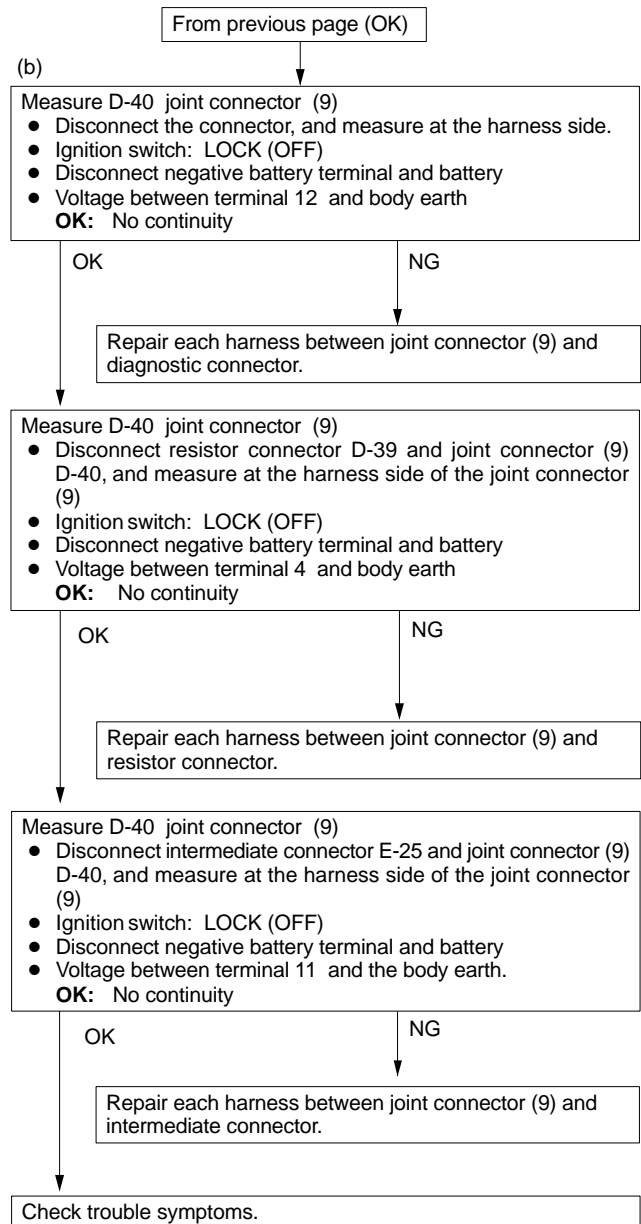 From previous page (OK)
(b)
Measure D-40 joint connector (9)
● Disconnect the connector, and measure at the harness side.
● Ignition switch: LOCK (OFF)
● Disconnect negative battery terminal and battery
● Voltage between terminal 12 and body earth
OK: No continuity
OK
NG
Repair each harness between joint connector (9) and
diagnostic connector.
Measure D-40 joint connector (9)
● Disconnect resistor connector D-39 and joint connector (9)
D-40, and measure at the harness side of the joint connector
(9)
● Ignition switch: LOCK (OFF)
● Disconnect negative battery terminal and battery
● Voltage between terminal 4 and body earth
OK: No continuity
OK
NG
Repair each harness between joint connector (9) and
resistor connector.
Measure D-40 joint connector (9)
● Disconnect intermediate connector E-25 and joint connector (9)
D-40, and measure at the harness side of the joint connector
(9)
● Ignition switch: LOCK (OFF)
● Disconnect negative battery terminal and battery
● Voltage between terminal 11 and the body earth.
OK: No continuity
OK
NG
Repair each harness between joint connector (9) and
intermediate connector.
Check trouble symptoms.